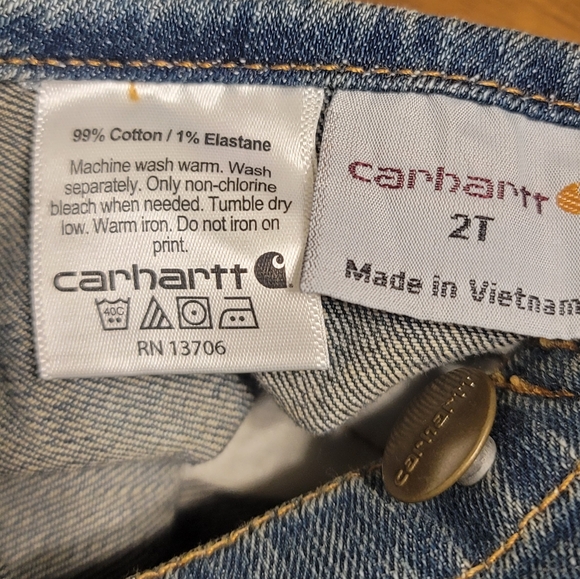 99% Cotton / 1% Elastane
Machine wash warm. Wash
separately. Only non-chlorine
bleach when needed. Tumble dry
low. Warm iron. Do not iron on
print.
carhartt
40C
RN 13706
carhartt
2T
Made in Vietnam
carhartt